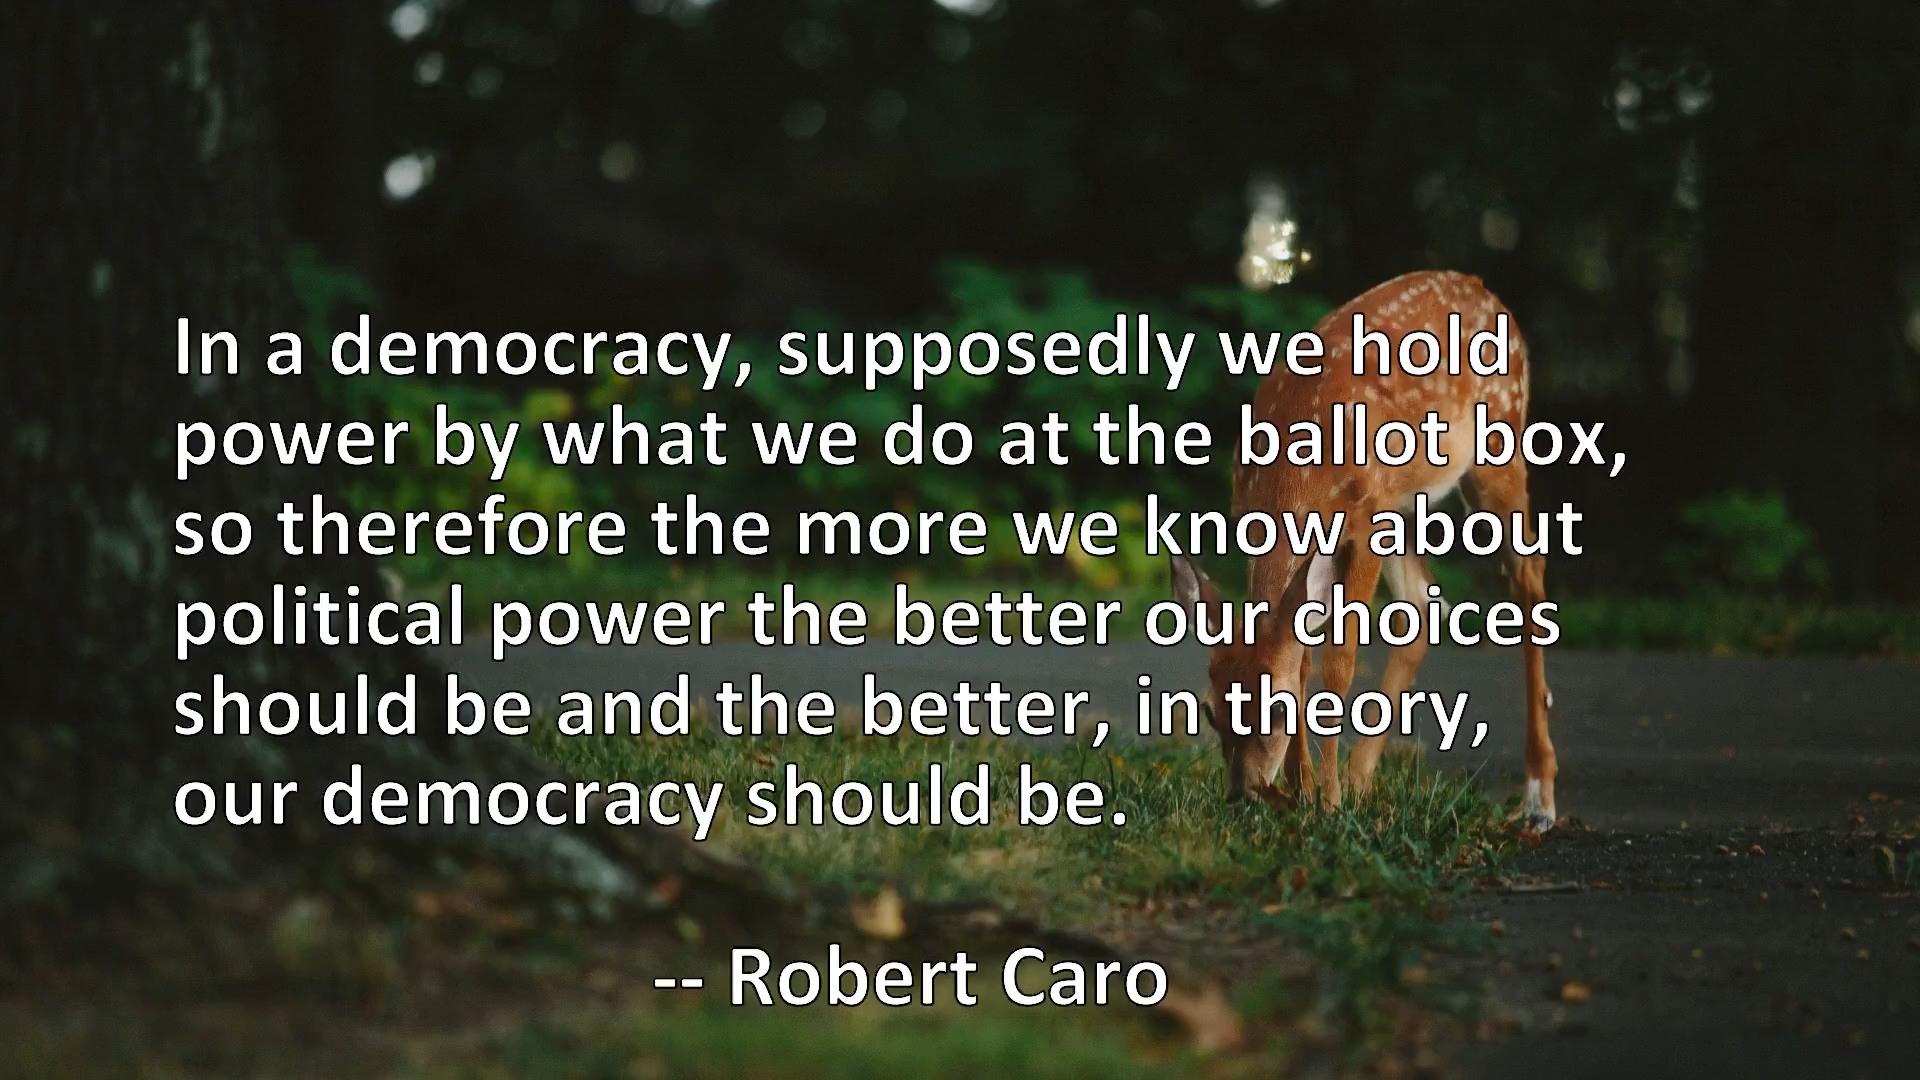 In a democracy, supposedly we hold
power by what we do at the ballot box,
so therefore the more we know about
political power the better our choices
should be and the better, in theory,
our democracy should be.
-- Robert Caro